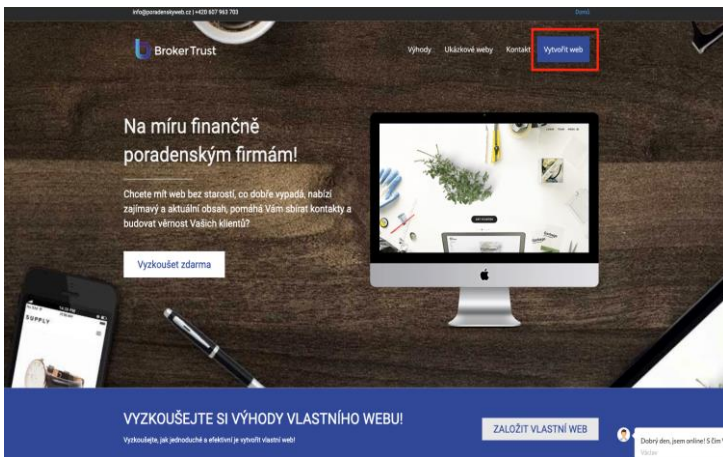 info@poradenskyweb.cz | +420 607 963 703
Domů
Broker Trust
Výhody Ukázkové weby Kontakt Vytvořit web
Na míru finančně
poradenským firmám!
Chcete mít web bez starostí, co dobře vypadá, nabízí
zajímavý a aktuální obsah, pomáhá Vám sbírat kontakty a
budovat věrnost Vašich klientů?
Vyzkoušet zdarma
SUPPLY
VYZKOUŠEJTE SI VÝHODY VLASTNÍHO WEBU!
Vyzkoušejte, jak jednoduché a efektivní je vytvořit vlastní web!
ZALOŽIT VLASTNÍ WEB
Dobrý den, jsem online! S čím
Václav